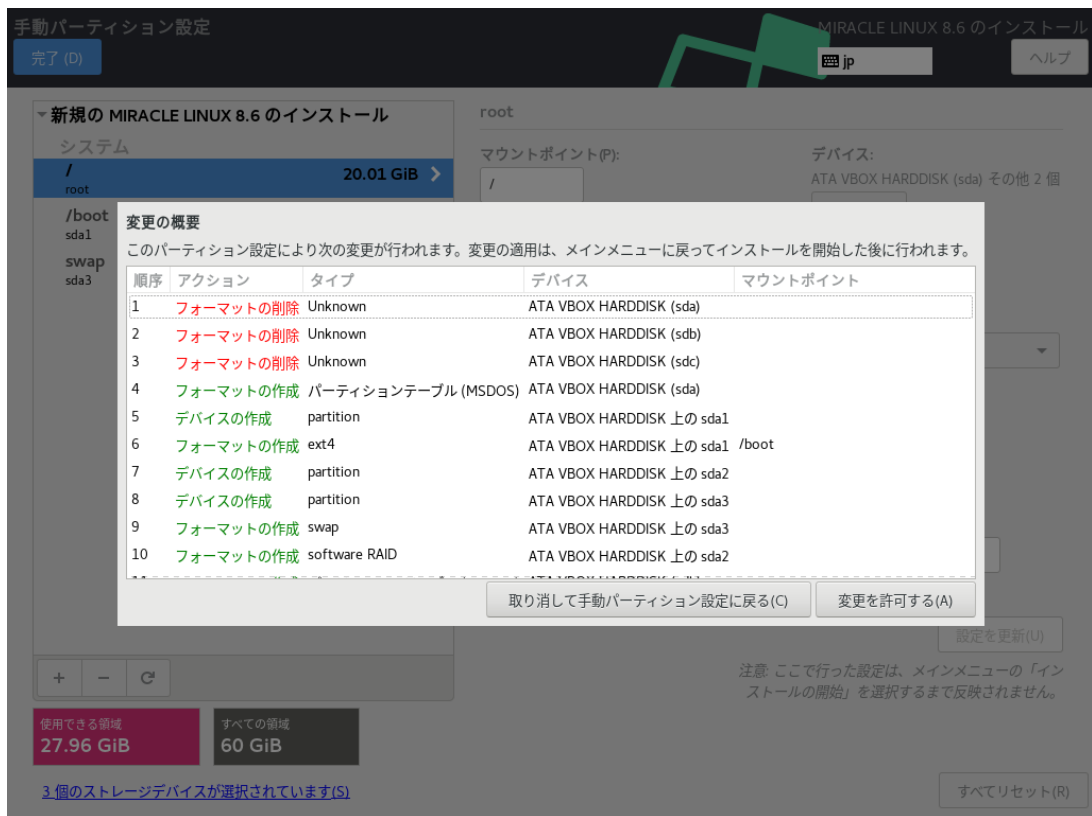 手動パーティション設定
MIRACLE LINUX 8.6 のインストール
完了 (D)
jp
ヘルプ
新規の MIRACLE LINUX 8.6 のインストール
システム
/
root
20.01 GiB
/boot
sda1
swap
sda3
root
マウントポイント(P):
/
デバイス:
ATA VBOX HARDDISK (sda) その他 2 個
変更の概要
このパーティション設定により次の変更が行われます。変更の適用は、メインメニューに戻ってインストールを開始した後に行われます。
順序 アクション タイプ デバイス マウントポイント
1 フォーマットの削除 Unknown ATA VBOX HARDDISK (sda)
2 フォーマットの削除 Unknown ATA VBOX HARDDISK (sdb)
3 フォーマットの削除 Unknown ATA VBOX HARDDISK (sdc)
4 フォーマットの作成 パーティションテーブル (MSDOS) ATA VBOX HARDDISK (sda)
5 デバイスの作成 partition ATA VBOX HARDDISK 上の sda1
6 フォーマットの作成 ext4 ATA VBOX HARDDISK 上の sda1 /boot
7 デバイスの作成 partition ATA VBOX HARDDISK 上の sda2
8 デバイスの作成 partition ATA VBOX HARDDISK 上の sda3
9 フォーマットの作成 swap ATA VBOX HARDDISK 上の sda3
10 フォーマットの作成 software RAID ATA VBOX HARDDISK 上の sda2
取り消して手動パーティション設定に戻る(C)
変更を許可する(A)
設定を更新(U)
注意: ここで行った設定は、メインメニューの「イン
ストールの開始」を選択するまで反映されません。
+ − 
使用できる領域
27.96 GiB
すべての領域
60 GiB
3 個のストレージデバイスが選択されています(S)
すべてリセット(R)